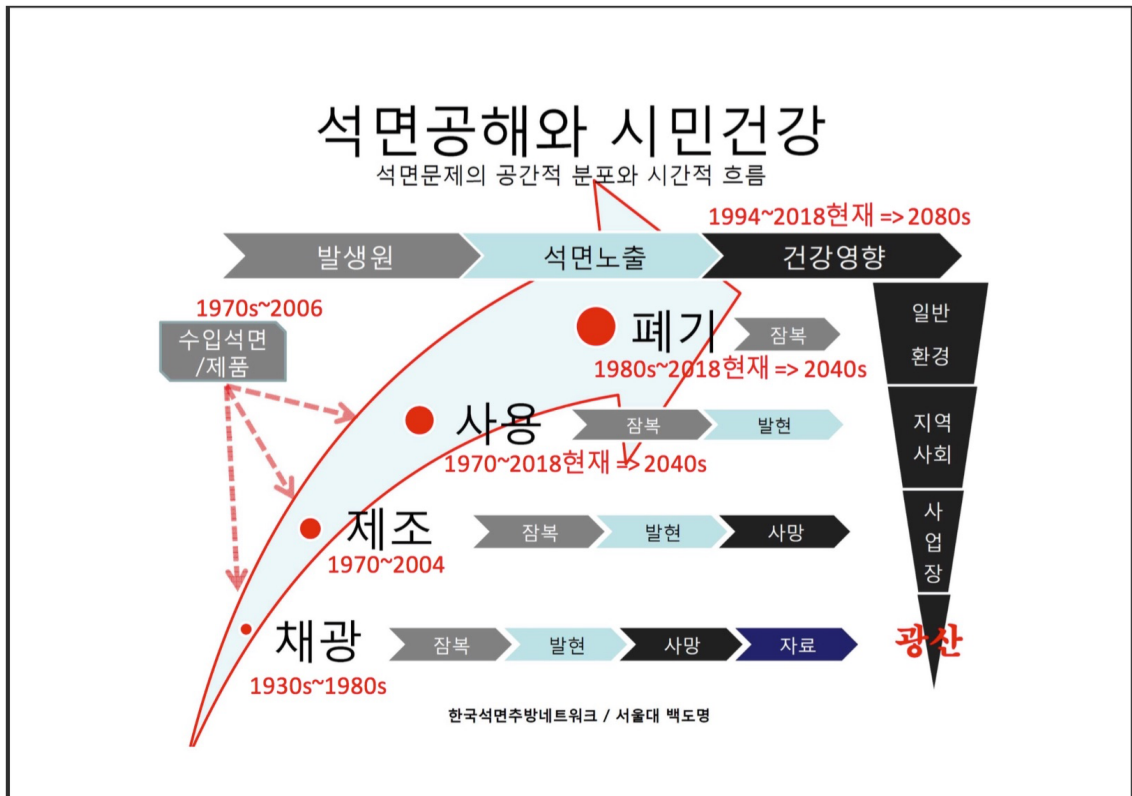 석면공해와 시민건강
석면문제의 공간적 분포와 시간적 흐름
1994~2018현재 => 2080s
발생원
석면노출
건강영향
1970s~2006
수입석면
/제품
폐기
잠복
1980s~2018현재 => 2040s
일반
환경
사용
잠복
발현
1970~2018현재 => 2040s
지역
사회
제조
잠복
발현
사망
1970~2004
사
업
장
채광
잠복
발현
사망
자료
1930s~1980s
광산
한국석면추방네트워크 / 서울대 백도명